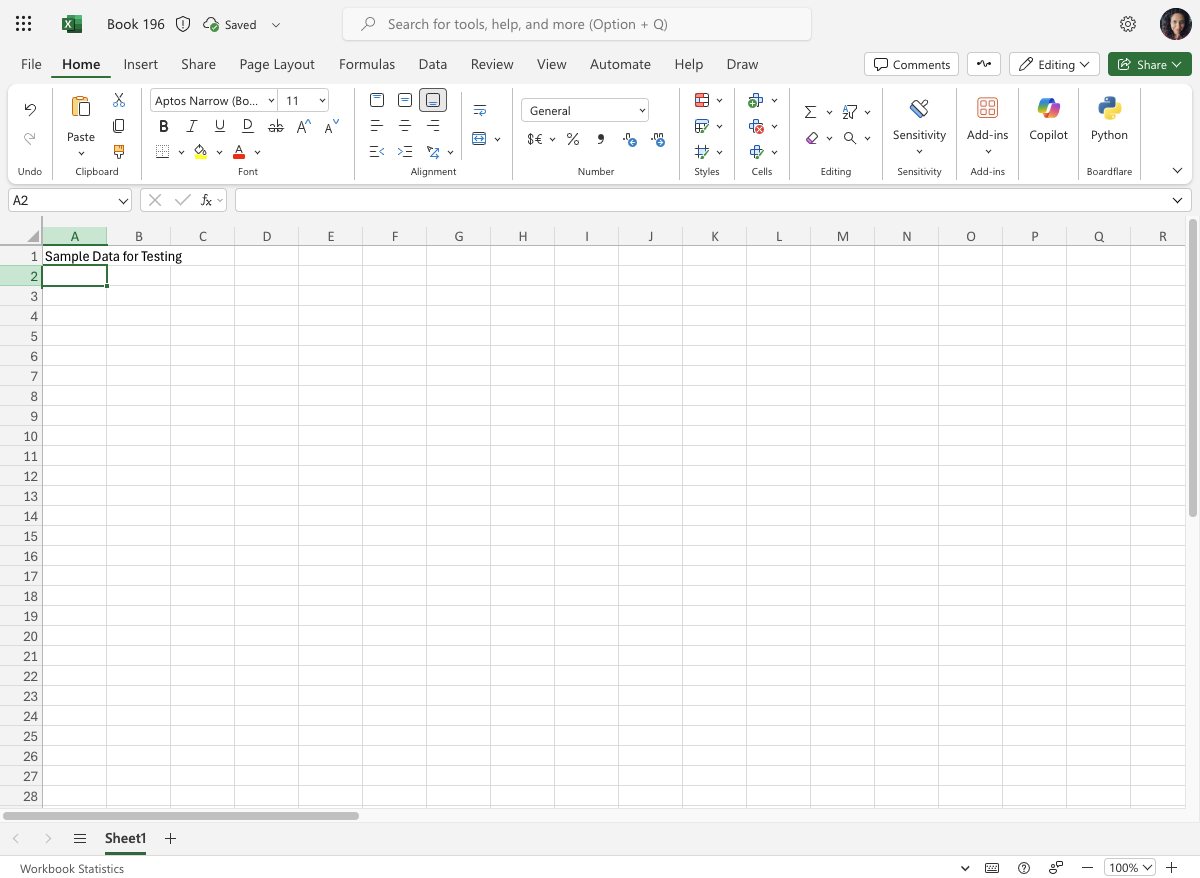 Book 196 Saved Search for tools, help, and more (Option + Q)
File Home Insert Share Page Layout Formulas Data Review View Automate Help Draw Comments Editing Share
Aptos Narrow (Bo... 11 General
Paste $€ % Sensitivity Add-ins Copilot Python
Undo Clipboard Font Alignment Number Styles Cells Editing Sensitivity Add-ins Boardflare
A2 fx
A B C D E F G H I J K L M N O P Q R
1 Sample Data for Testing
2
3
4
5
6
7
8
9
10
11
12
13
14
15
16
17
18
19
20
21
22
23
24
25
26
27
28
Sheet1
Workbook Statistics 100%